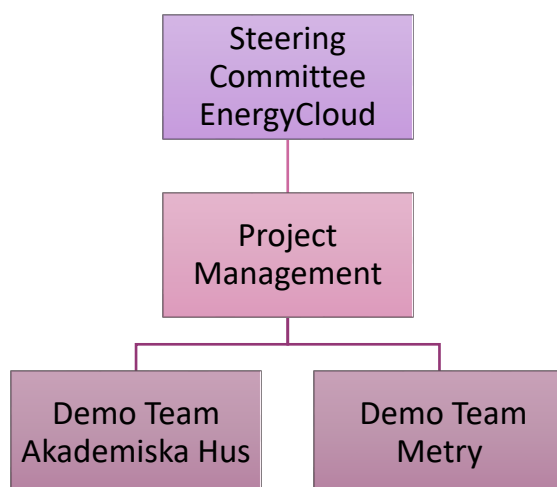 Steering
Committee
EnergyCloud
Project
Management
Demo Team
Akademiska Hus
Demo Team
Metry